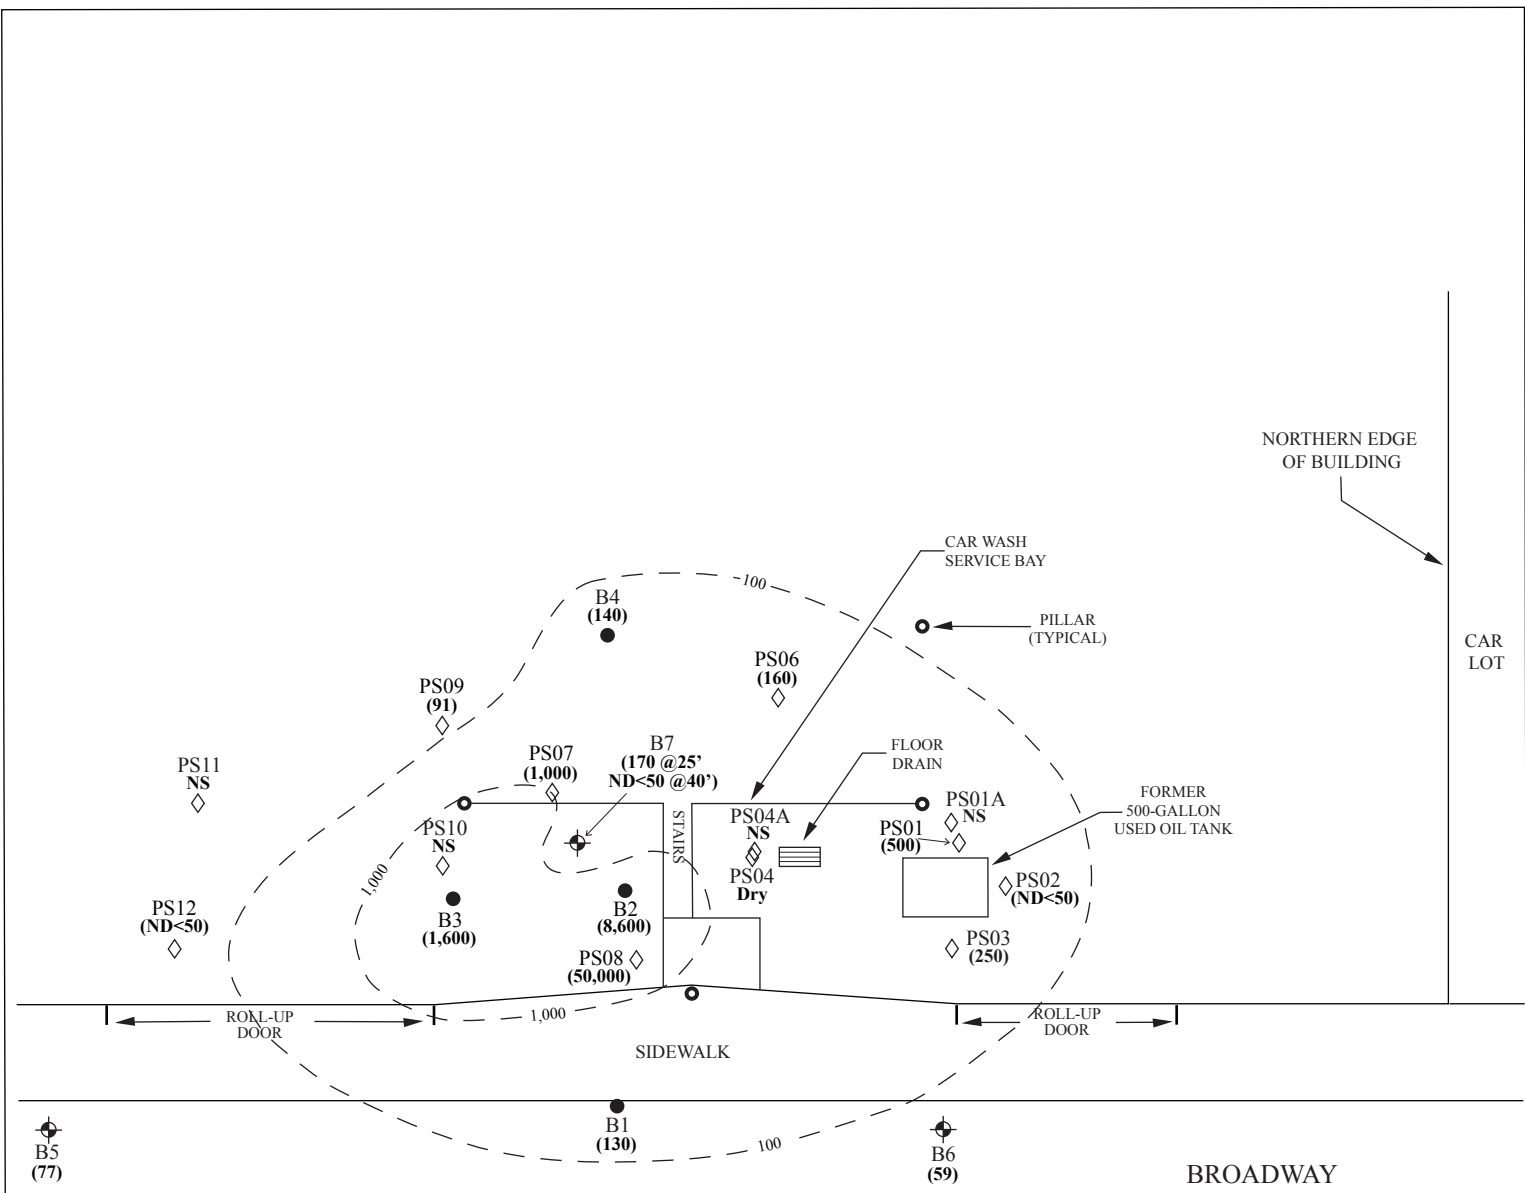 NORTHERN EDGE
OF BUILDING
CAR WASH
SERVICE BAY
100
B4
(140)
PILLAR
(TYPICAL)
CAR
LOT
PS06
(160)
PS09
(91)
B7
(170 @25'
ND<50 @40')
FLOOR
DRAIN
PS07
(1,000)
PS11
NS
FORMER
500-GALLON
USED OIL TANK
PS01A
NS
PS04A
NS
PS01
(500)
STAIRS
PS10
NS
1,000
PS04
Dry
PS02
(ND<50)
PS12
(ND<50)
B3
(1,600)
B2
(8,600)
PS03
(250)
PS08
(50,000)
1,000
ROLL-UP
DOOR
ROLL-UP
DOOR
SIDEWALK
B1
(130)
100
B5
(77)
B6
(59)
BROADWAY